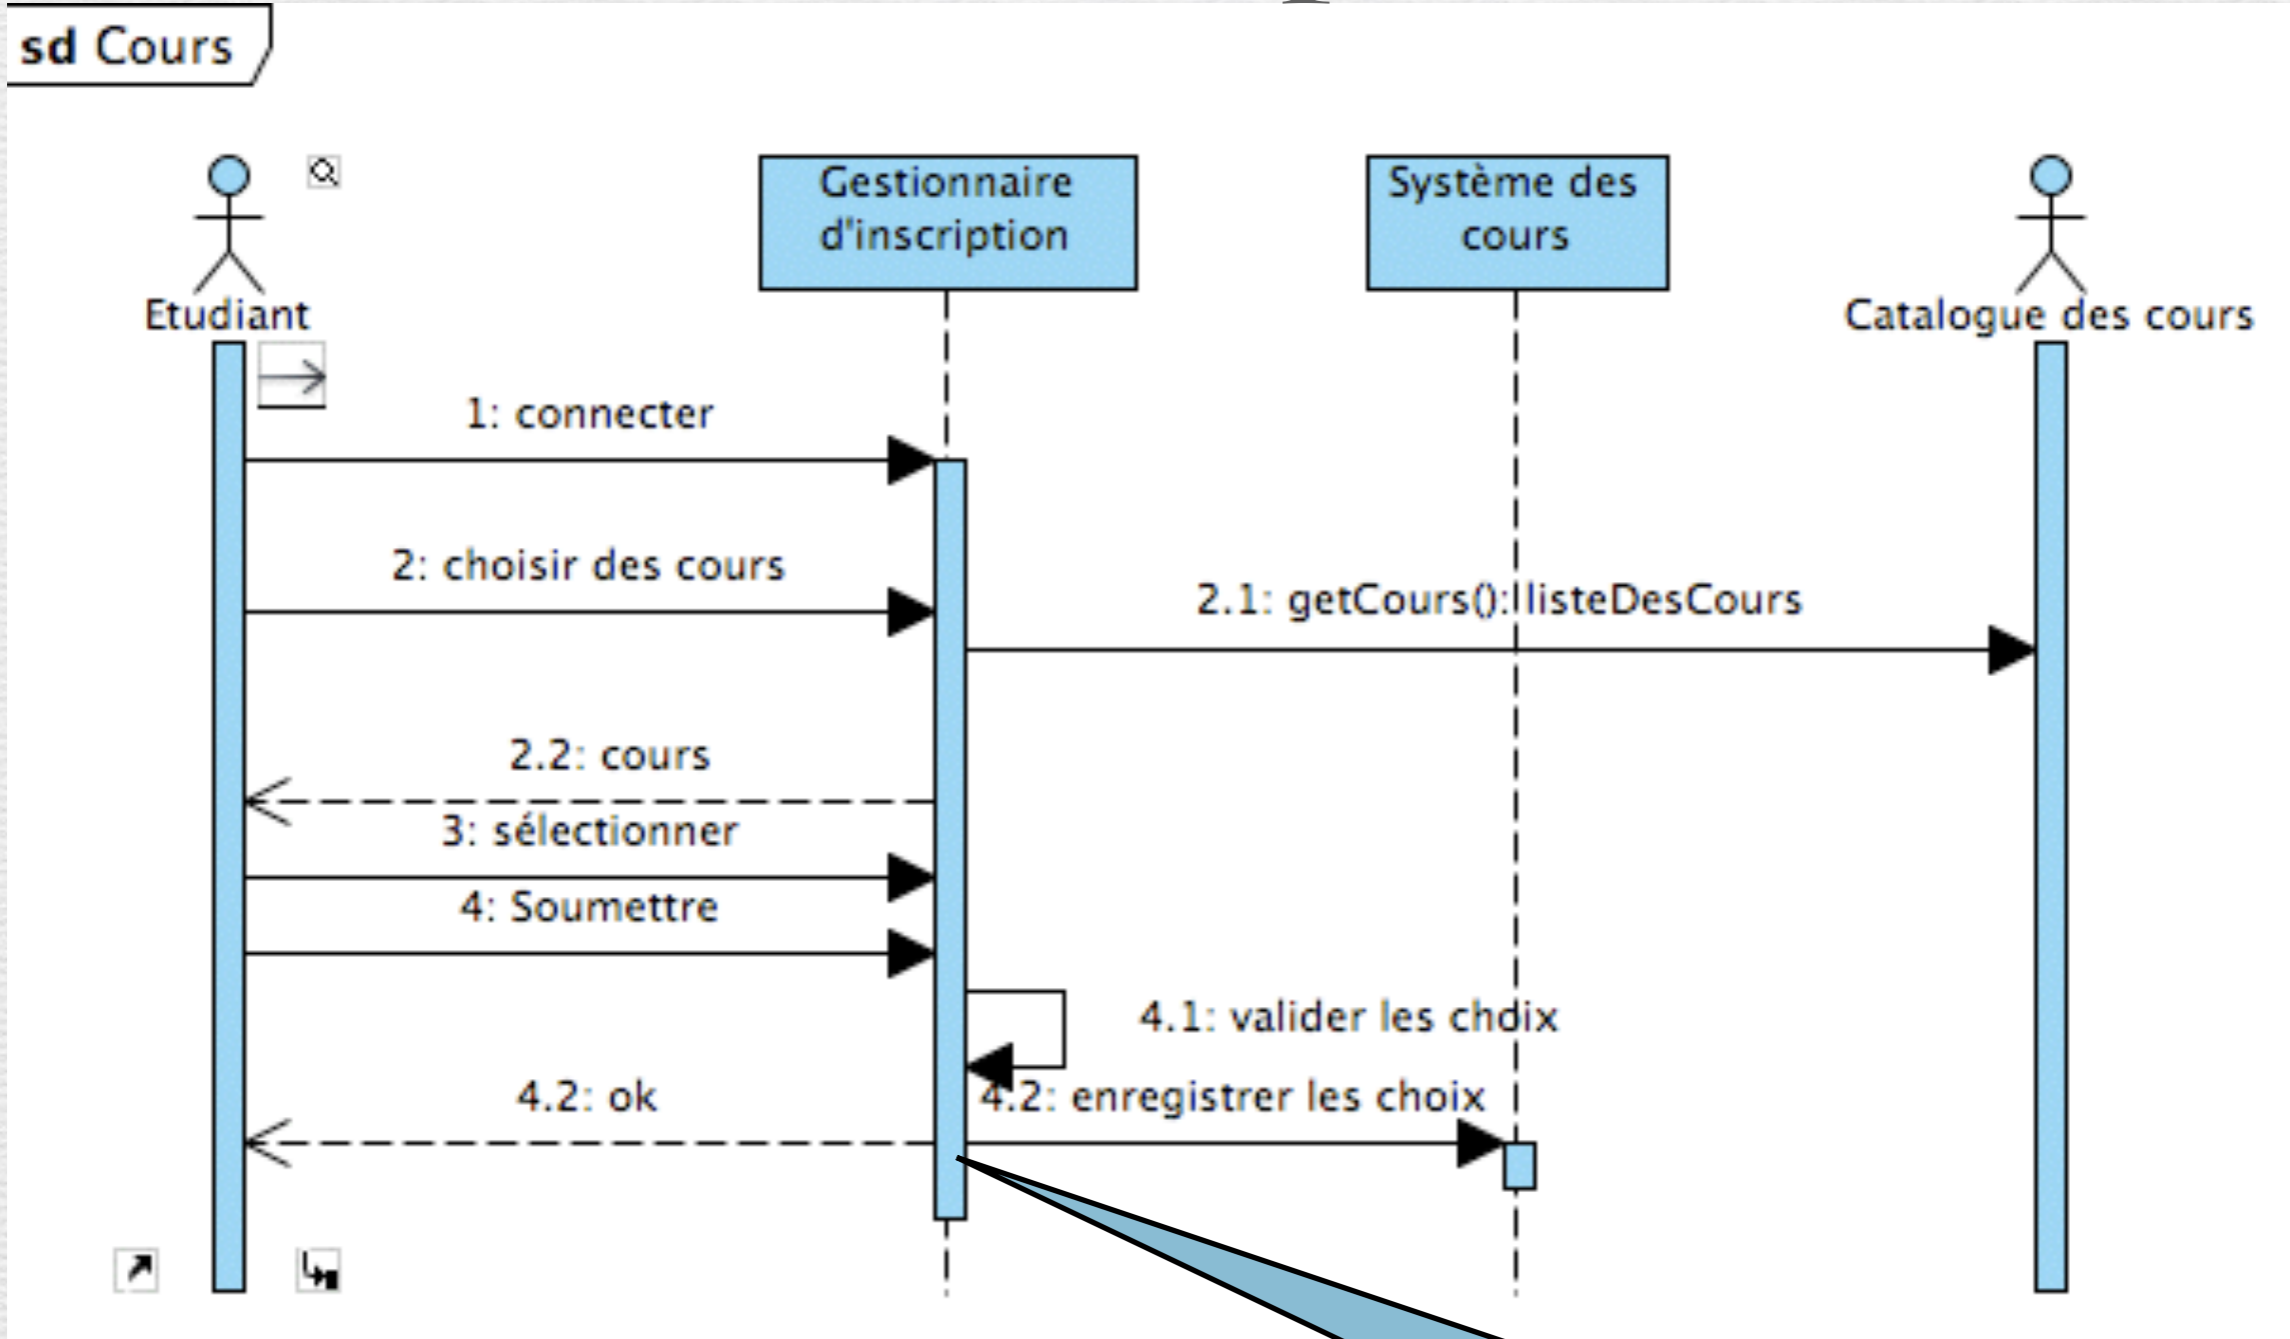 sd Cours
Gestionnaire
d'inscription
Système des
cours
Etudiant
Catalogue des cours
1: connecter
2: choisir des cours
2.1: getCours(): listeDesCours
2.2: cours
3: sélectionner
4: Soumettre
4.1: valider les choix
4.2: ok
4.2: enregistrer les choix